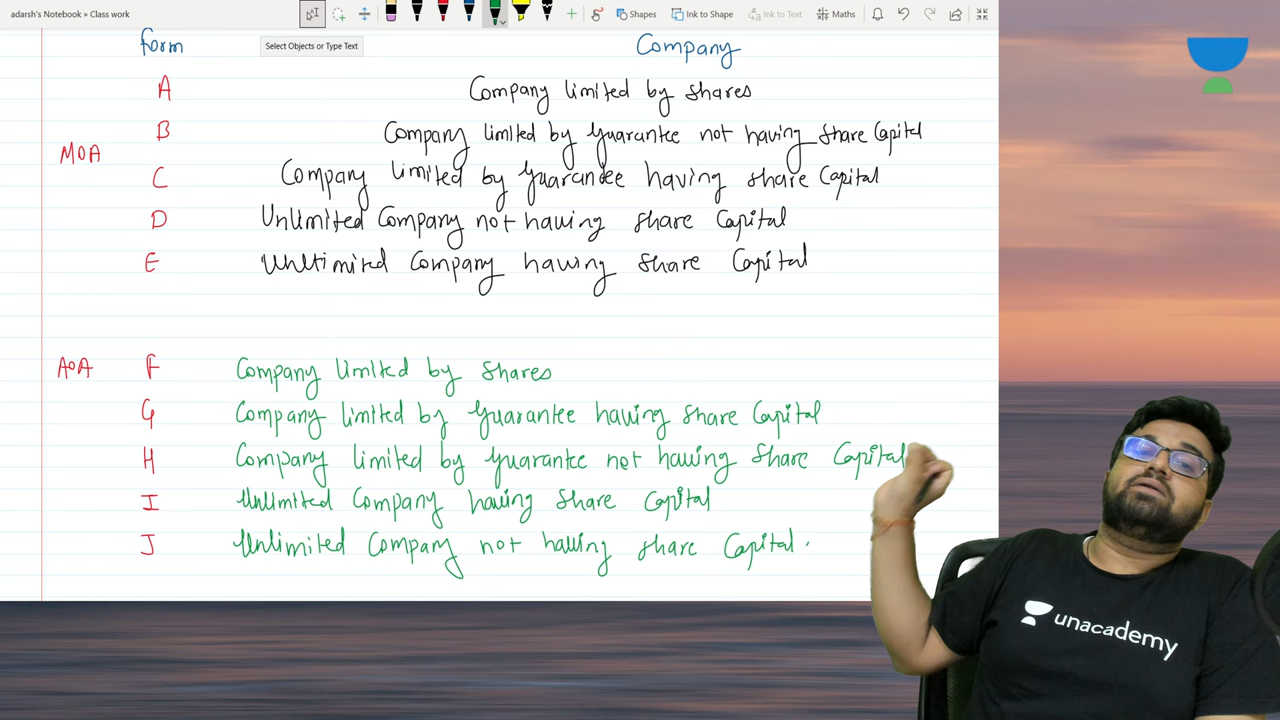 adarsh's Notebook » Class work
Shapes
Ink to Shape
Ink to Text
Maths
Select Objects or Type Text
form Company
A Company limited by shares
B Company limited by guarantee not having share Capital
MOA
C Company limited by guarantee having share Capital
D Unlimited Company not having share Capital
E Unltimited Company having share Capital
AOA F Company limited by shares
G Company limited by guarantee having share Capital
H Company limited by guarantee not having share Capital
I Unlimited Company having share Capital
J Unlimited Company not having share Capital.
unacademy